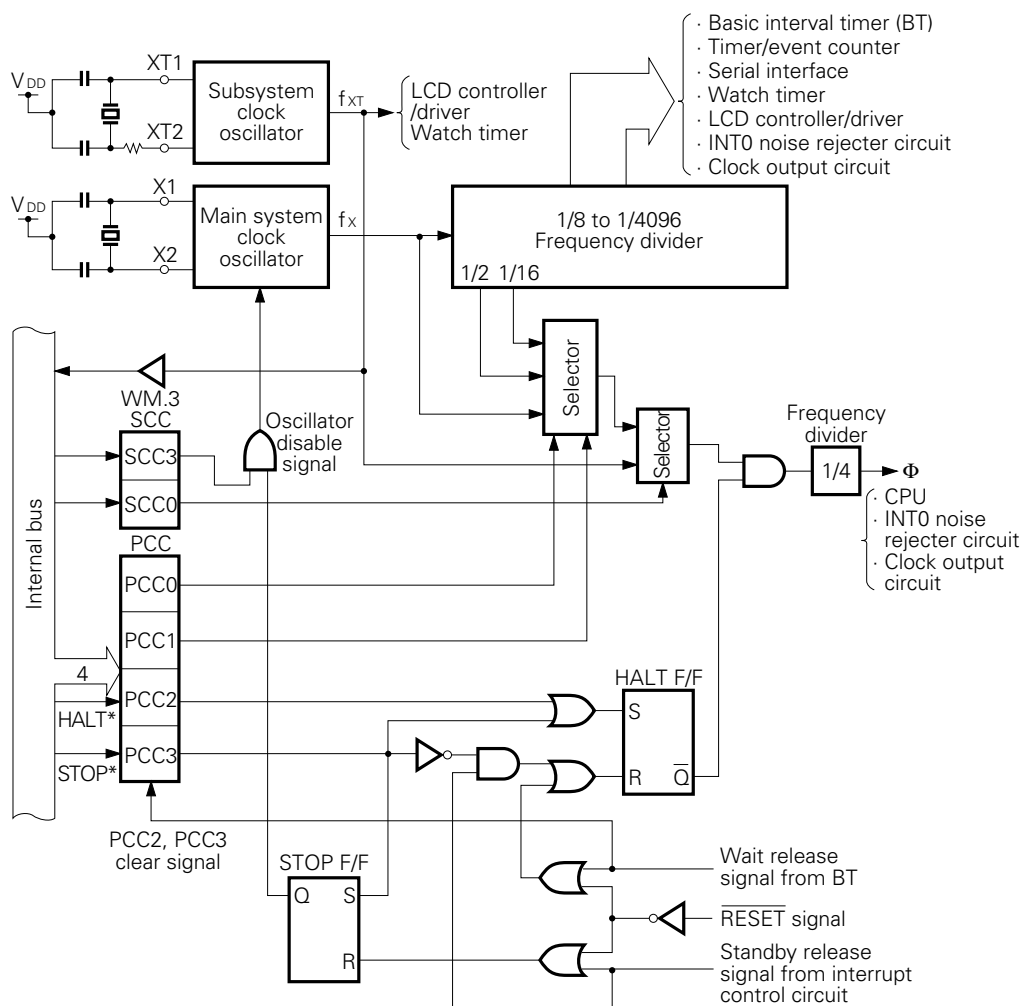 · Basic interval timer (BT)
· Timer/event counter
· Serial interface
· Watch timer
· LCD controller/driver
· INT0 noise rejecter circuit
· Clock output circuit
VDD
XT1
XT2
Subsystem
clock
oscillator
fXT
LCD controller
/driver
Watch timer
VDD
X1
X2
Main system
clock
oscillator
fX
1/8 to 1/4096
Frequency divider
1/2 1/16
Selector
Selector
WM.3
SCC
SCC3
SCC0
Oscillator
disable
signal
Frequency
divider
1/4
Φ
· CPU
· INT0 noise
rejecter circuit
· Clock output
circuit
Internal bus
PCC
PCC0
PCC1
PCC2
PCC3
4
HALT*
STOP*
HALT F/F
S
R
Q̅
PCC2, PCC3
clear signal
STOP F/F
Q
S
R
Wait release
signal from BT
R̅E̅S̅E̅T̅ signal
Standby release
signal from interrupt
control circuit